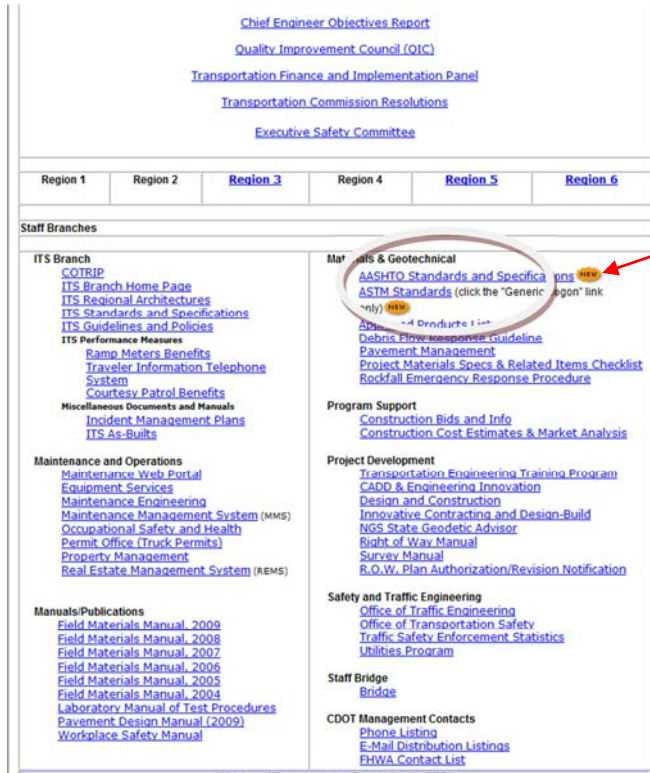 Chief Engineer Objectives Report
Quality Improvement Council (QIC)
Transportation Finance and Implementation Panel
Transportation Commission Resolutions
Executive Safety Committee
Region 1 Region 2 Region 3 Region 4 Region 5 Region 6
Staff Branches
ITS Branch
COTRIP
ITS Branch Home Page
ITS Regional Architectures
ITS Standards and Specifications
ITS Guidelines and Policies
ITS Performance Measures
Ramp Meters Benefits
Traveler Information Telephone
System
Courtesy Patrol Benefits
Miscellaneous Documents and Manuals
Incident Management Plans
ITS As-Builts
Maintenance and Operations
Maintenance Web Portal
Equipment Services
Maintenance Engineering
Maintenance Management System (MMS)
Occupational Safety and Health
Permit Office (Truck Permits)
Property Management
Real Estate Management System (REMS)
Manuals/Publications
Field Materials Manual, 2009
Field Materials Manual, 2008
Field Materials Manual, 2007
Field Materials Manual, 2006
Field Materials Manual, 2005
Field Materials Manual, 2004
Laboratory Manual of Test Procedures
Pavement Design Manual (2009)
Workplace Safety Manual
Materials & Geotechnical
AASHTO Standards and Specifications NEW
ASTM Standards (click the "Generic Logon" link
only) NEW
Approved Products List
Debris Flow Response Guideline
Pavement Management
Project Materials Specs & Related Items Checklist
Rockfall Emergency Response Procedure
Program Support
Construction Bids and Info
Construction Cost Estimates & Market Analysis
Project Development
Transportation Engineering Training Program
CADD & Engineering Innovation
Design and Construction
Innovative Contracting and Design-Build
NGS State Geodetic Advisor
Right of Way Manual
Survey Manual
R.O.W. Plan Authorization/Revision Notification
Safety and Traffic Engineering
Office of Traffic Engineering
Office of Transportation Safety
Traffic Safety Enforcement Statistics
Utilities Program
Staff Bridge
Bridge
CDOT Management Contacts
Phone Listing
E-Mail Distribution Listings
FHWA Contact List